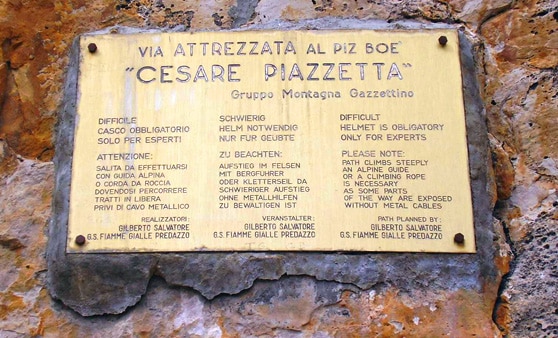 VIA ATTREZZATA AL PIZ BOE'
"CESARE PIAZZETTA"
Gruppo Montagna Gazzettino
DIFFICILE
CASCO OBBLIGATORIO
SOLO PER ESPERTI
ATTENZIONE:
SALITA DA EFFETTUARSI
CON GUIDA ALPINA
O CORDA DA ROCCIA
DOVENDOSI PERCORRERE
TRATTI IN LIBERA
PRIVI DI CAVO METALLICO
REALIZZATORI:
GILBERTO SALVATORE
G.S. FIAMME GIALLE PREDAZZO
SCHWIERIG
HELM NOTWENDIG
NUR FÜR GEÜBTE
ZU BEACHTEN:
AUFSTIEG IM FELSEN
MIT BERGFÜHRER
ODER KLETTERSEIL DA
SCHWIERIGER AUFSTIEG
OHNE METALLHILFEN
ZU BEWÄLTIGEN IST
VERANSTALTER:
GILBERTO SALVATORE
G.S. FIAMME GIALLE PREDAZZO
DIFFICULT
HELMET IS OBLIGATORY
ONLY FOR EXPERTS
PLEASE NOTE:
PATH CLIMBS STEEPLY
AN ALPINE GUIDE
OR A CLIMBING ROPE
IS NECESSARY
AS SOME PARTS
OF THE WAY ARE EXPOSED
WITHOUT METAL CABLES
PATH PLANNED BY:
GILBERTO SALVATORE
G.S. FIAMME GIALLE PREDAZZO